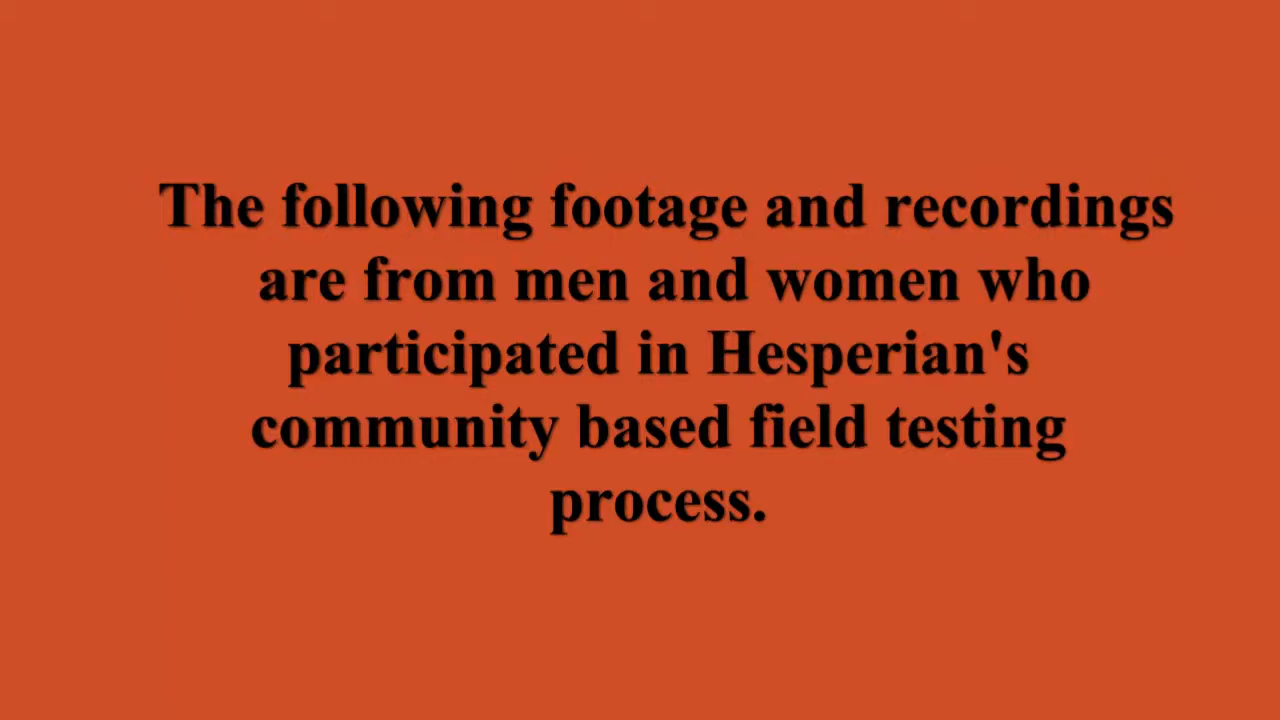 The following footage and recordings
are from men and women who
participated in Hesperian's
community based field testing
process.